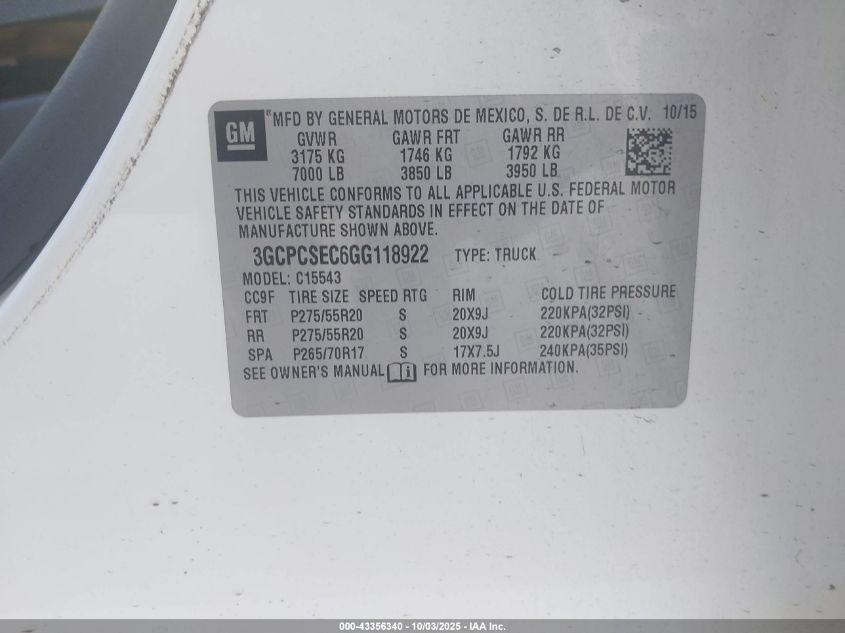 GM
®MFD BY GENERAL MOTORS DE MEXICO, S. DE R.L. DE C.V. 10/15
GVWR GAWR FRT GAWR RR
3175 KG 1746 KG 1792 KG
7000 LB 3850 LB 3950 LB
THIS VEHICLE CONFORMS TO ALL APPLICABLE U.S. FEDERAL MOTOR
VEHICLE SAFETY STANDARDS IN EFFECT ON THE DATE OF
MANUFACTURE SHOWN ABOVE.
3GCPCSEC6GG118922 TYPE: TRUCK
MODEL: C15543
CC9F TIRE SIZE SPEED RTG RIM COLD TIRE PRESSURE
FRT P275/55R20 S 20X9J 220KPA(32PSI)
RR P275/55R20 S 20X9J 220KPA(32PSI)
SPA P265/70R17 S 17X7.5J 240KPA(35PSI)
SEE OWNER'S MANUAL FOR MORE INFORMATION.
000-43356340 - 10/03/2025 - IAA Inc.